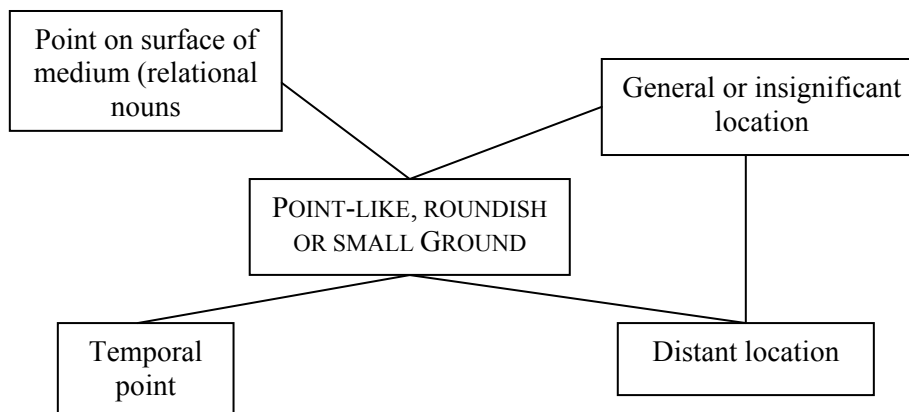 Point on surface of
medium (relational
nouns
General or insignificant
location
POINT-LIKE, ROUNDISH
OR SMALL GROUND
Temporal
point
Distant location